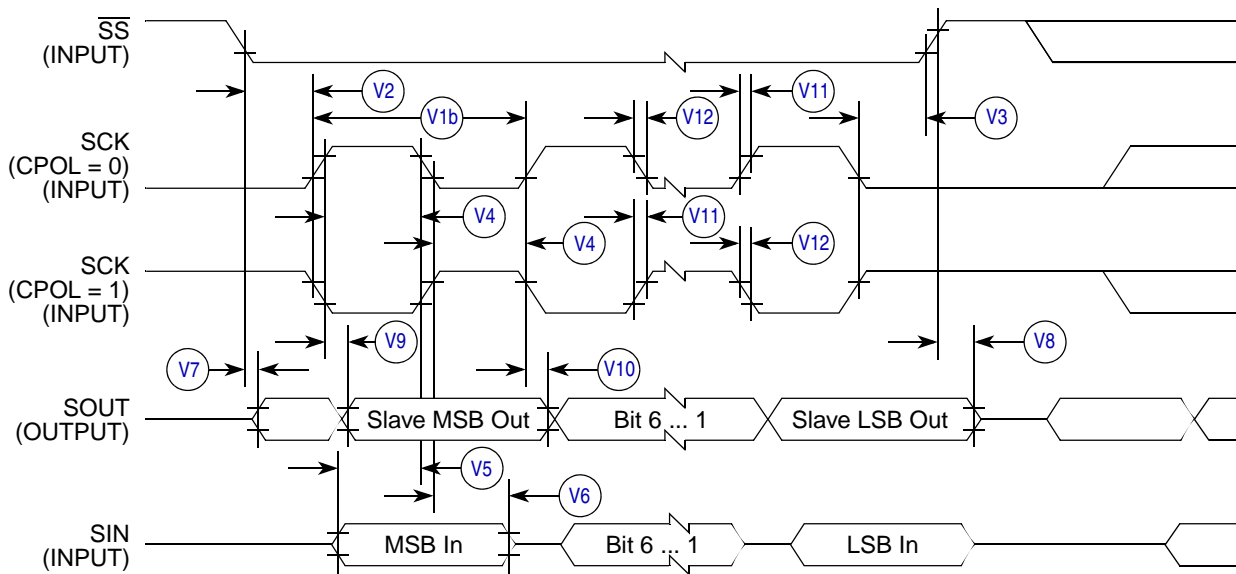 SS
(INPUT)
V2
V11
V1b
V12
V3
SCK
(CPOL = 0)
(INPUT)
V4
V11
V4
V12
SCK
(CPOL = 1)
(INPUT)
V9
V8
V7
V10
SOUT
(OUTPUT)
Slave MSB Out
Bit 6 ... 1
Slave LSB Out
V5
V6
SIN
(INPUT)
MSB In
Bit 6 ... 1
LSB In